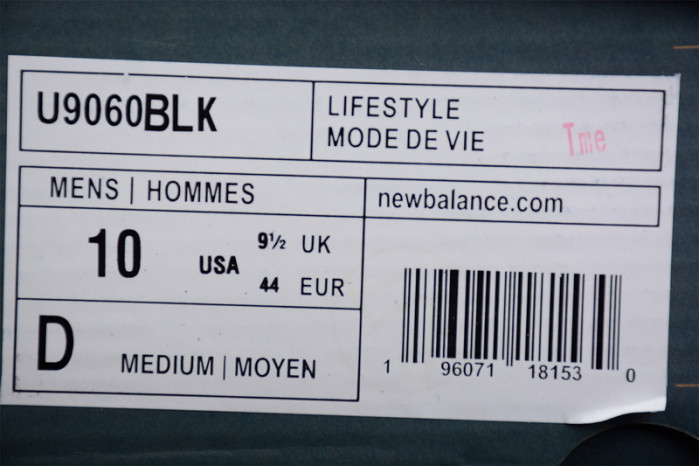 U9060BLK
LIFESTYLE
MODE DE VIE
Tme
MENS | HOMMES
newbalance.com
10 USA
9½ UK
44 EUR
D MEDIUM | MOYEN
1 96071 18153 0